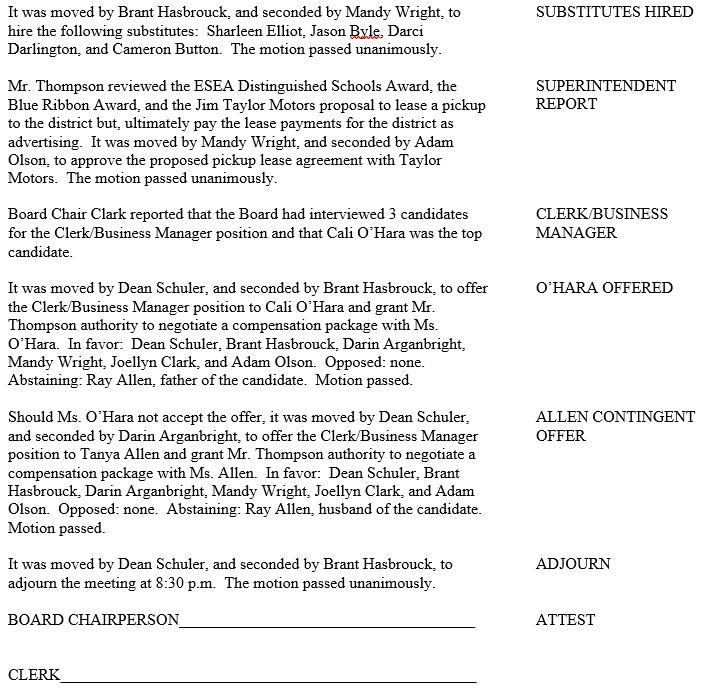 It was moved by Brant Hasbrouck, and seconded by Mandy Wright, to
hire the following substitutes:  Sharleen Elliot, Jason Byle, Darci
Darlington, and Cameron Button.  The motion passed unanimously.
SUBSTITUTES HIRED
Mr. Thompson reviewed the ESEA Distinguished Schools Award, the
Blue Ribbon Award, and the Jim Taylor Motors proposal to lease a pickup
to the district but, ultimately pay the lease payments for the district as
advertising.  It was moved by Mandy Wright, and seconded by Adam
Olson, to approve the proposed pickup lease agreement with Taylor
Motors.  The motion passed unanimously.
SUPERINTENDENT
REPORT
Board Chair Clark reported that the Board had interviewed 3 candidates
for the Clerk/Business Manager position and that Cali O’Hara was the top
candidate.
CLERK/BUSINESS
MANAGER
It was moved by Dean Schuler, and seconded by Brant Hasbrouck, to offer
the Clerk/Business Manager position to Cali O’Hara and grant Mr.
Thompson authority to negotiate a compensation package with Ms.
O’Hara.  In favor:  Dean Schuler, Brant Hasbrouck, Darin Arganbright,
Mandy Wright, Joellyn Clark, and Adam Olson.  Opposed: none.
Abstaining: Ray Allen, father of the candidate.  Motion passed.
O’HARA OFFERED
Should Ms. O’Hara not accept the offer, it was moved by Dean Schuler,
and seconded by Darin Arganbright, to offer the Clerk/Business Manager
position to Tanya Allen and grant Mr. Thompson authority to negotiate a
compensation package with Ms. Allen.  In favor:  Dean Schuler, Brant
Hasbrouck, Darin Arganbright, Mandy Wright, Joellyn Clark, and Adam
Olson.  Opposed: none.  Abstaining: Ray Allen, husband of the candidate.
Motion passed.
ALLEN CONTINGENT
OFFER
It was moved by Dean Schuler, and seconded by Brant Hasbrouck, to
adjourn the meeting at 8:30 p.m.  The motion passed unanimously.
ADJOURN
BOARD CHAIRPERSON______________________________________
ATTEST
CLERK_____________________________________________________